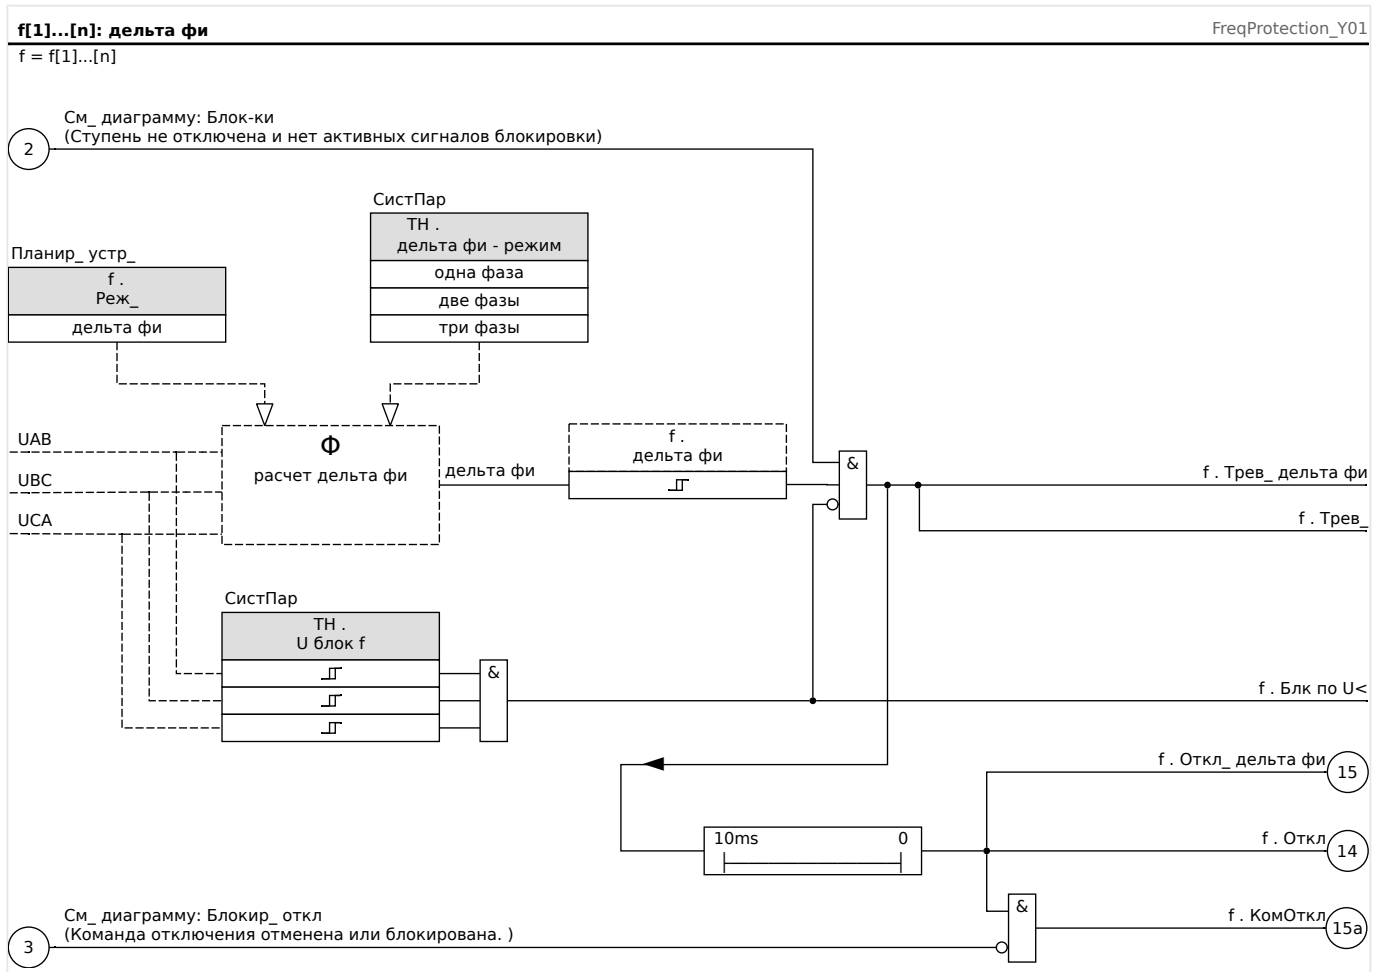 f[1]...[n]: дельта фи
FreqProtection_Y01
f = f[1]...[n]
См_ диаграмму: Блок-ки
(Ступень не отключена и нет активных сигналов блокировки)
2
СистПар
ТН .
дельта фи - режим
одна фаза
две фазы
три фазы
Планир_ устр_
f .
Реж_
дельта фи
UAB
UBC
UCA
Ф
расчет дельта фи
дельта фи
f .
дельта фи
&
f . Трев_ дельта фи
f . Трев_
СистПар
ТН .
U блок f
&
f . Блк по U<
f . Откл_ дельта фи
15
10ms
0
f . Откл
14
См_ диаграмму: Блокир_ откл
(Команда отключения отменена или блокирована. )
3
&
f . КомОткл
15a